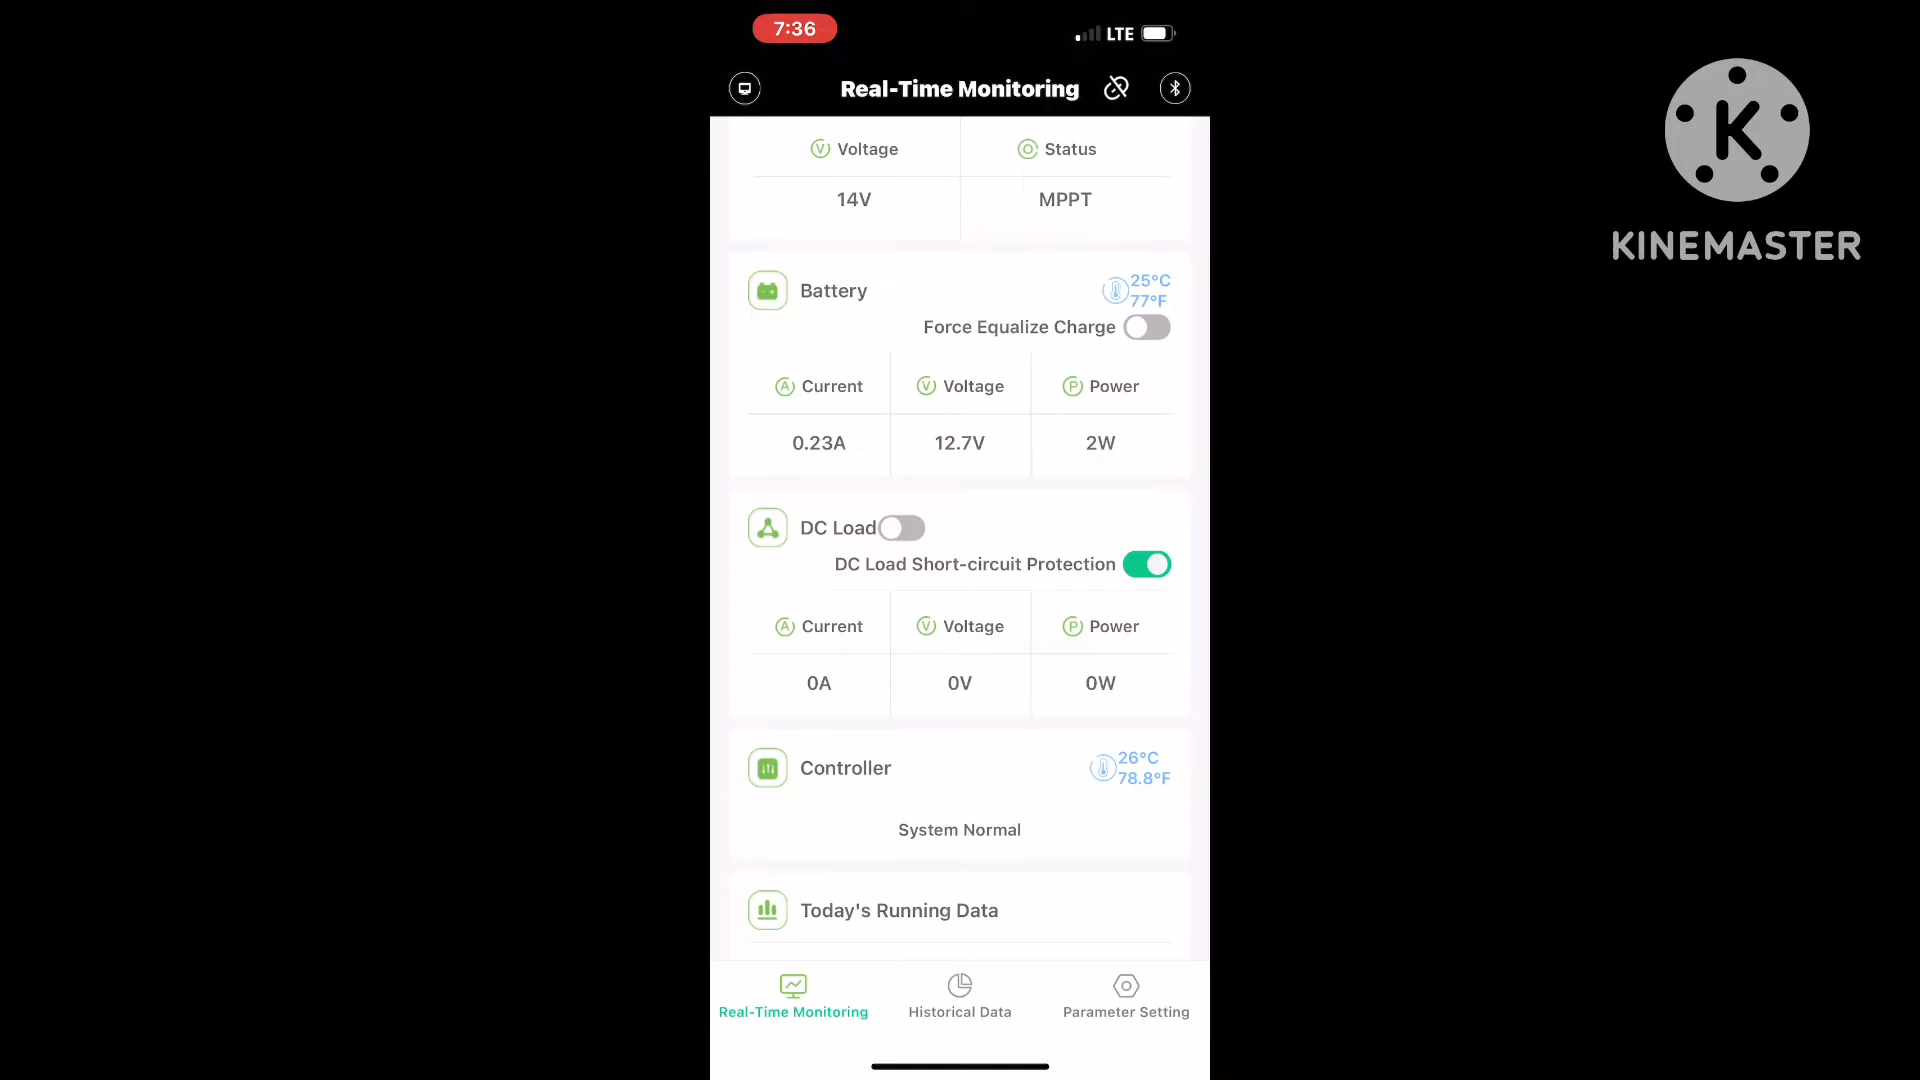 7:36 LTE
Real-Time Monitoring
Voltage Status
14V MPPT
Battery 25°C
77°F
Force Equalize Charge
Current Voltage Power
0.23A 12.7V 2W
DC Load
DC Load Short-circuit Protection
Current Voltage Power
0A 0V 0W
Controller 26°C
78.8°F
System Normal
Today's Running Data
Real-Time Monitoring Historical Data Parameter Setting
K
KINEMASTER